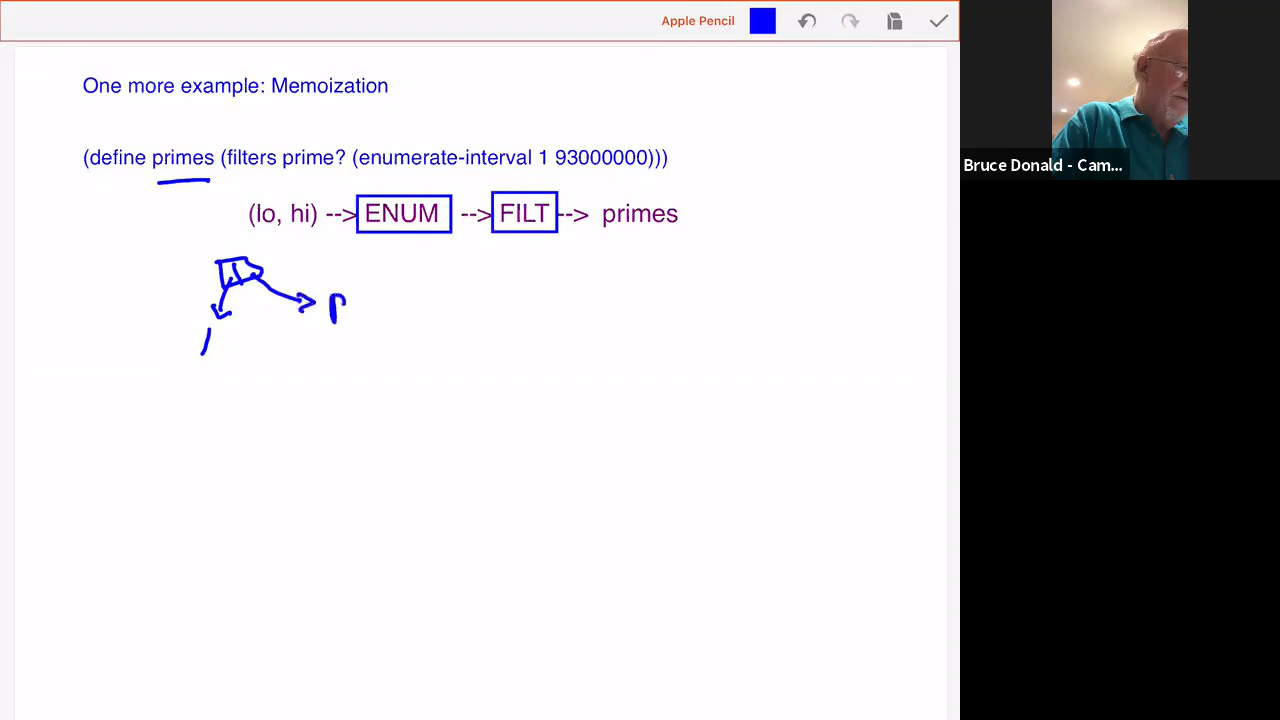 Apple Pencil
One more example: Memoization
(define primes (filters prime? (enumerate-interval 1 93000000)))
(lo, hi) -->ENUM -->FILT--> primes
P
1
Bruce Donald - Cam...